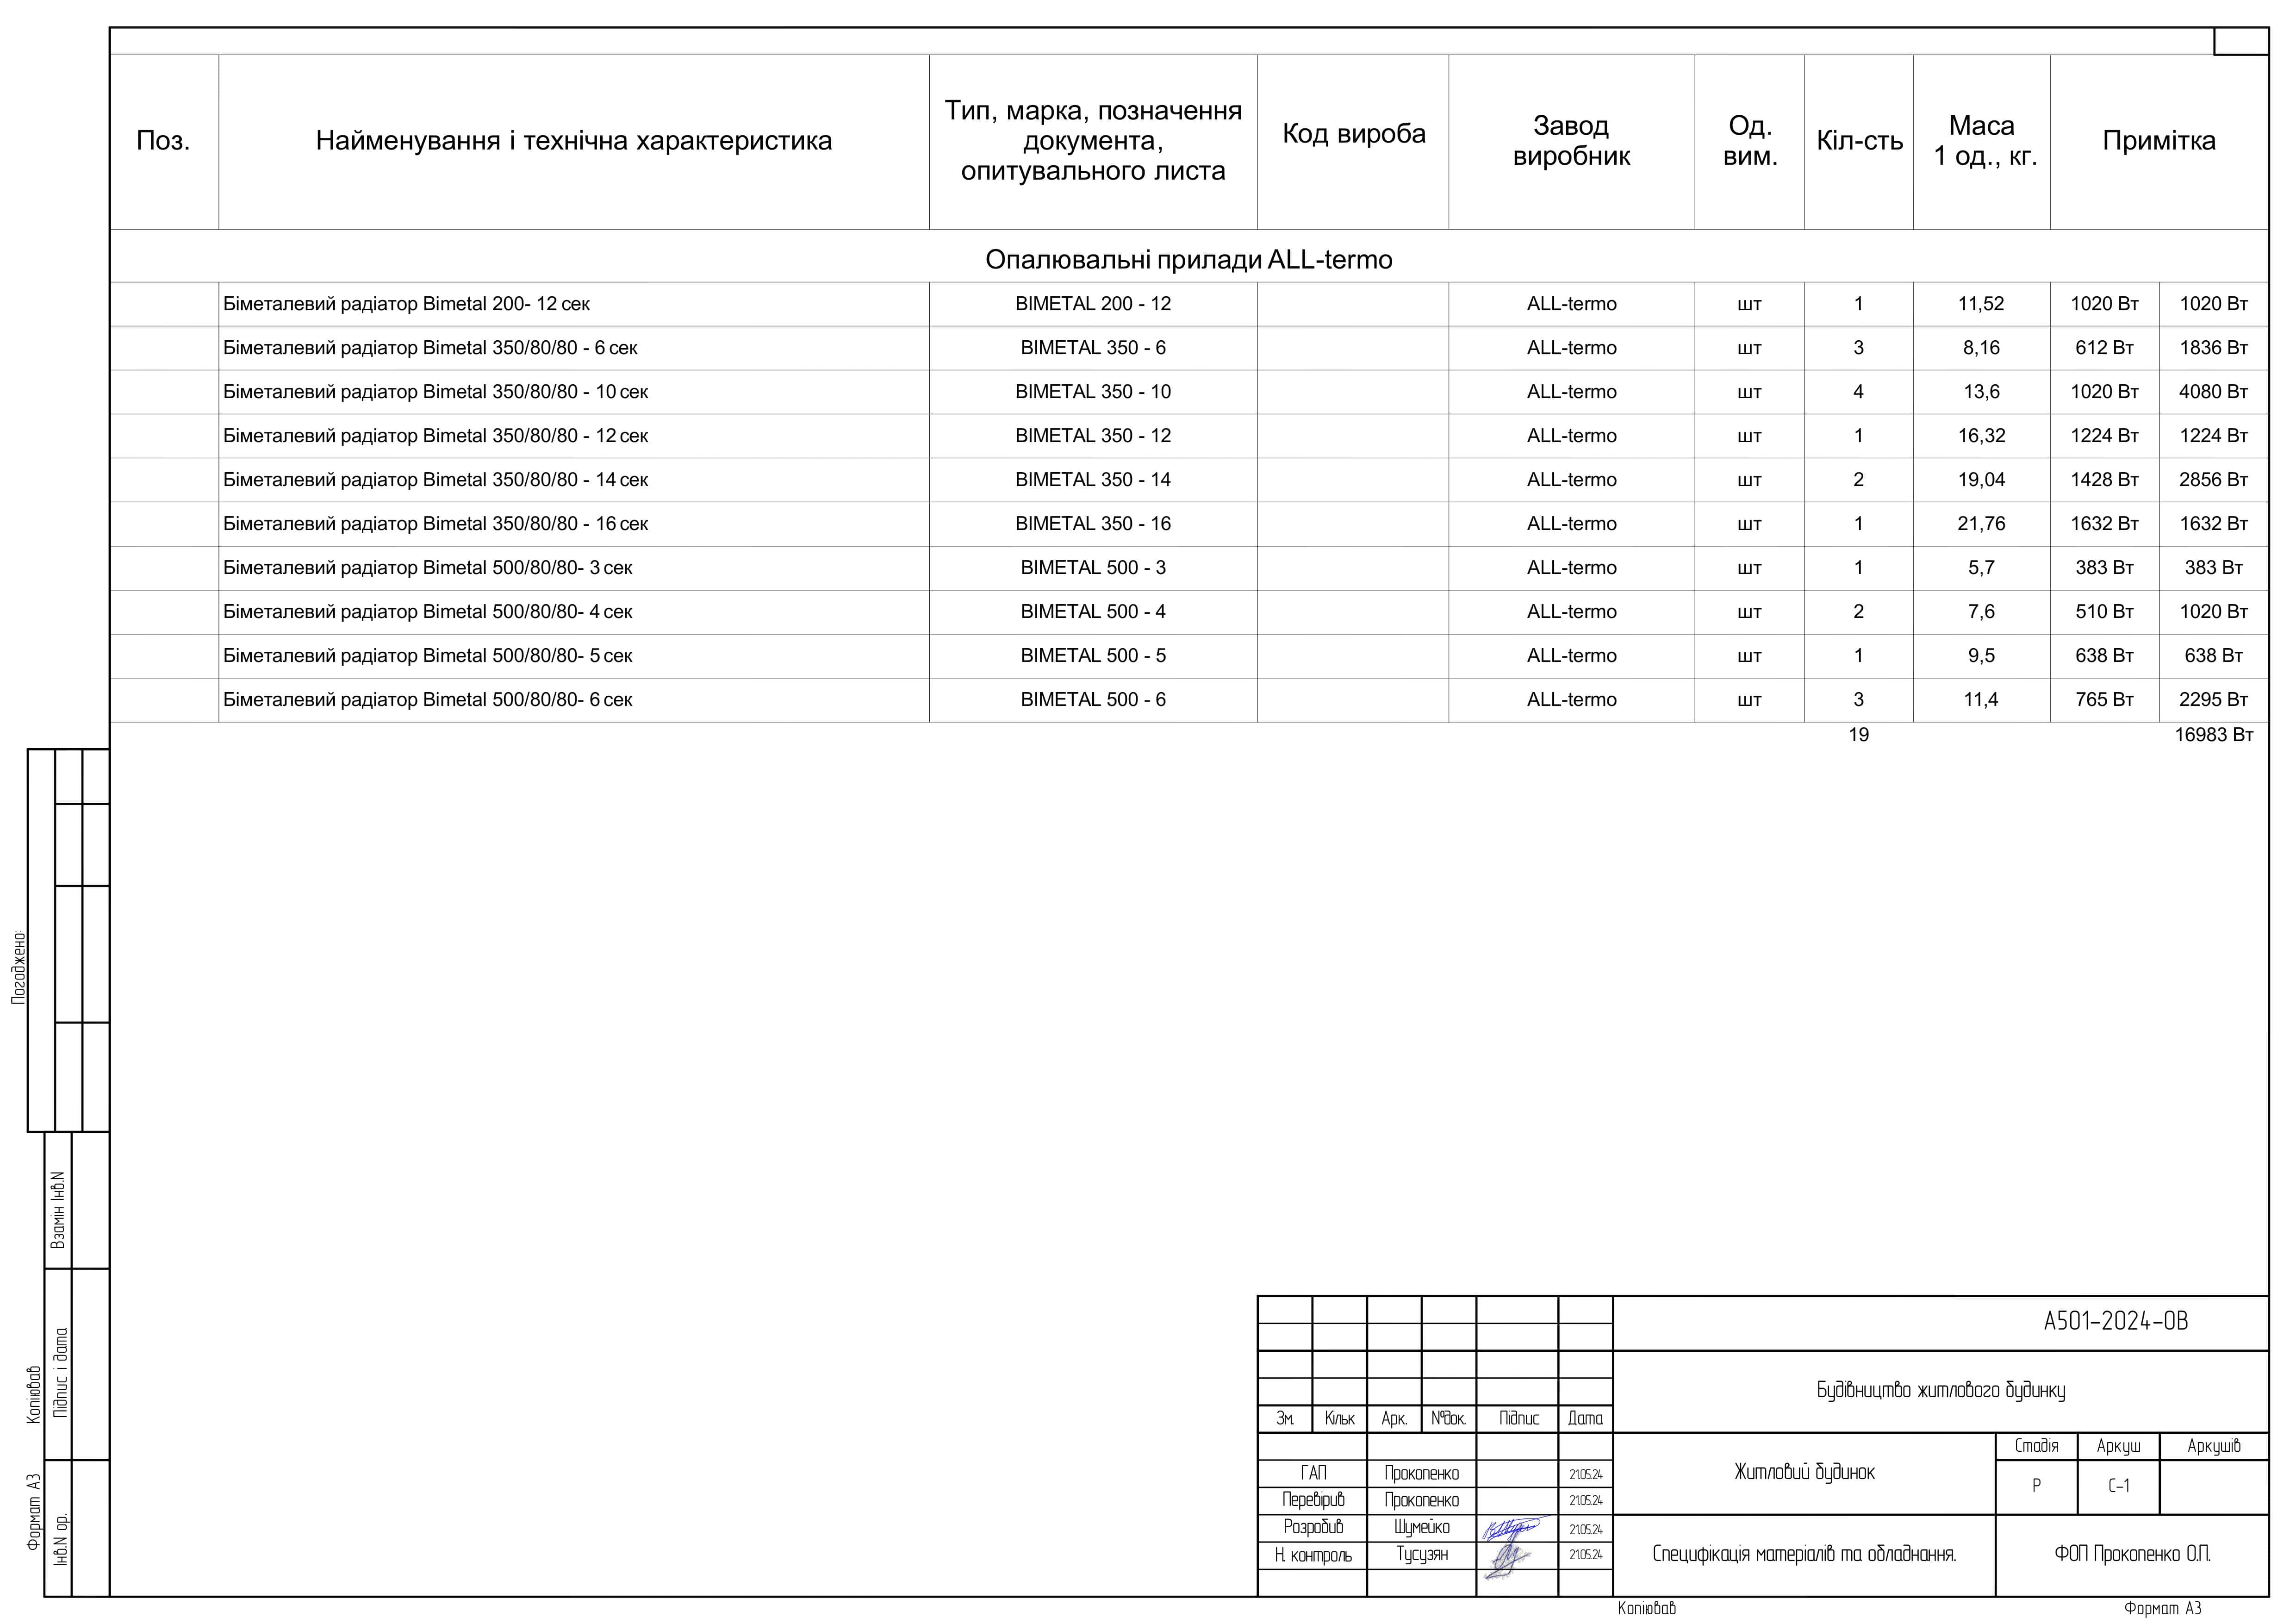 Поз.
Найменування і технічна характеристика
Тип, марка, позначення
документа,
опитувального листа
Код вироба
Завод
виробник
Од.
вим.
Кіл-сть
Маса
1 од., кг.
Примітка
Опалювальні прилади ALL-termo
Біметалевий радіатор Bimetal 200- 12 сек BIMETAL 200 - 12 ALL-termo шт 1 11,52 1020 Вт 1020 Вт
Біметалевий радіатор Bimetal 350/80/80 - 6 сек BIMETAL 350 - 6 ALL-termo шт 3 8,16 612 Вт 1836 Вт
Біметалевий радіатор Bimetal 350/80/80 - 10 сек BIMETAL 350 - 10 ALL-termo шт 4 13,6 1020 Вт 4080 Вт
Біметалевий радіатор Bimetal 350/80/80 - 12 сек BIMETAL 350 - 12 ALL-termo шт 1 16,32 1224 Вт 1224 Вт
Біметалевий радіатор Bimetal 350/80/80 - 14 сек BIMETAL 350 - 14 ALL-termo шт 2 19,04 1428 Вт 2856 Вт
Біметалевий радіатор Bimetal 350/80/80 - 16 сек BIMETAL 350 - 16 ALL-termo шт 1 21,76 1632 Вт 1632 Вт
Біметалевий радіатор Bimetal 500/80/80- 3 сек BIMETAL 500 - 3 ALL-termo шт 1 5,7 383 Вт 383 Вт
Біметалевий радіатор Bimetal 500/80/80- 4 сек BIMETAL 500 - 4 ALL-termo шт 2 7,6 510 Вт 1020 Вт
Біметалевий радіатор Bimetal 500/80/80- 5 сек BIMETAL 500 - 5 ALL-termo шт 1 9,5 638 Вт 638 Вт
Біметалевий радіатор Bimetal 500/80/80- 6 сек BIMETAL 500 - 6 ALL-termo шт 3 11,4 765 Вт 2295 Вт
19 16983 Вт
Погоджено:
Взамін Інв.N
Підпис і дата
Інв.N ор.
Копіював
Формат А3
А501-2024-ОВ
Будівництво житлового будинку
Зм. Кільк Арк. №док. Підпис Дата
ГАП Прокопенко 21.05.24
Перевірив Прокопенко 21.05.24
Розробив Шумейко 21.05.24
Н. контроль Тусузян 21.05.24
Житловий будинок
Стадія Аркуш Аркушів
Р С-1
Специфікація матеріалів та обладнання.
ФОП Прокопенко О.П.
Копіював
Формат А3